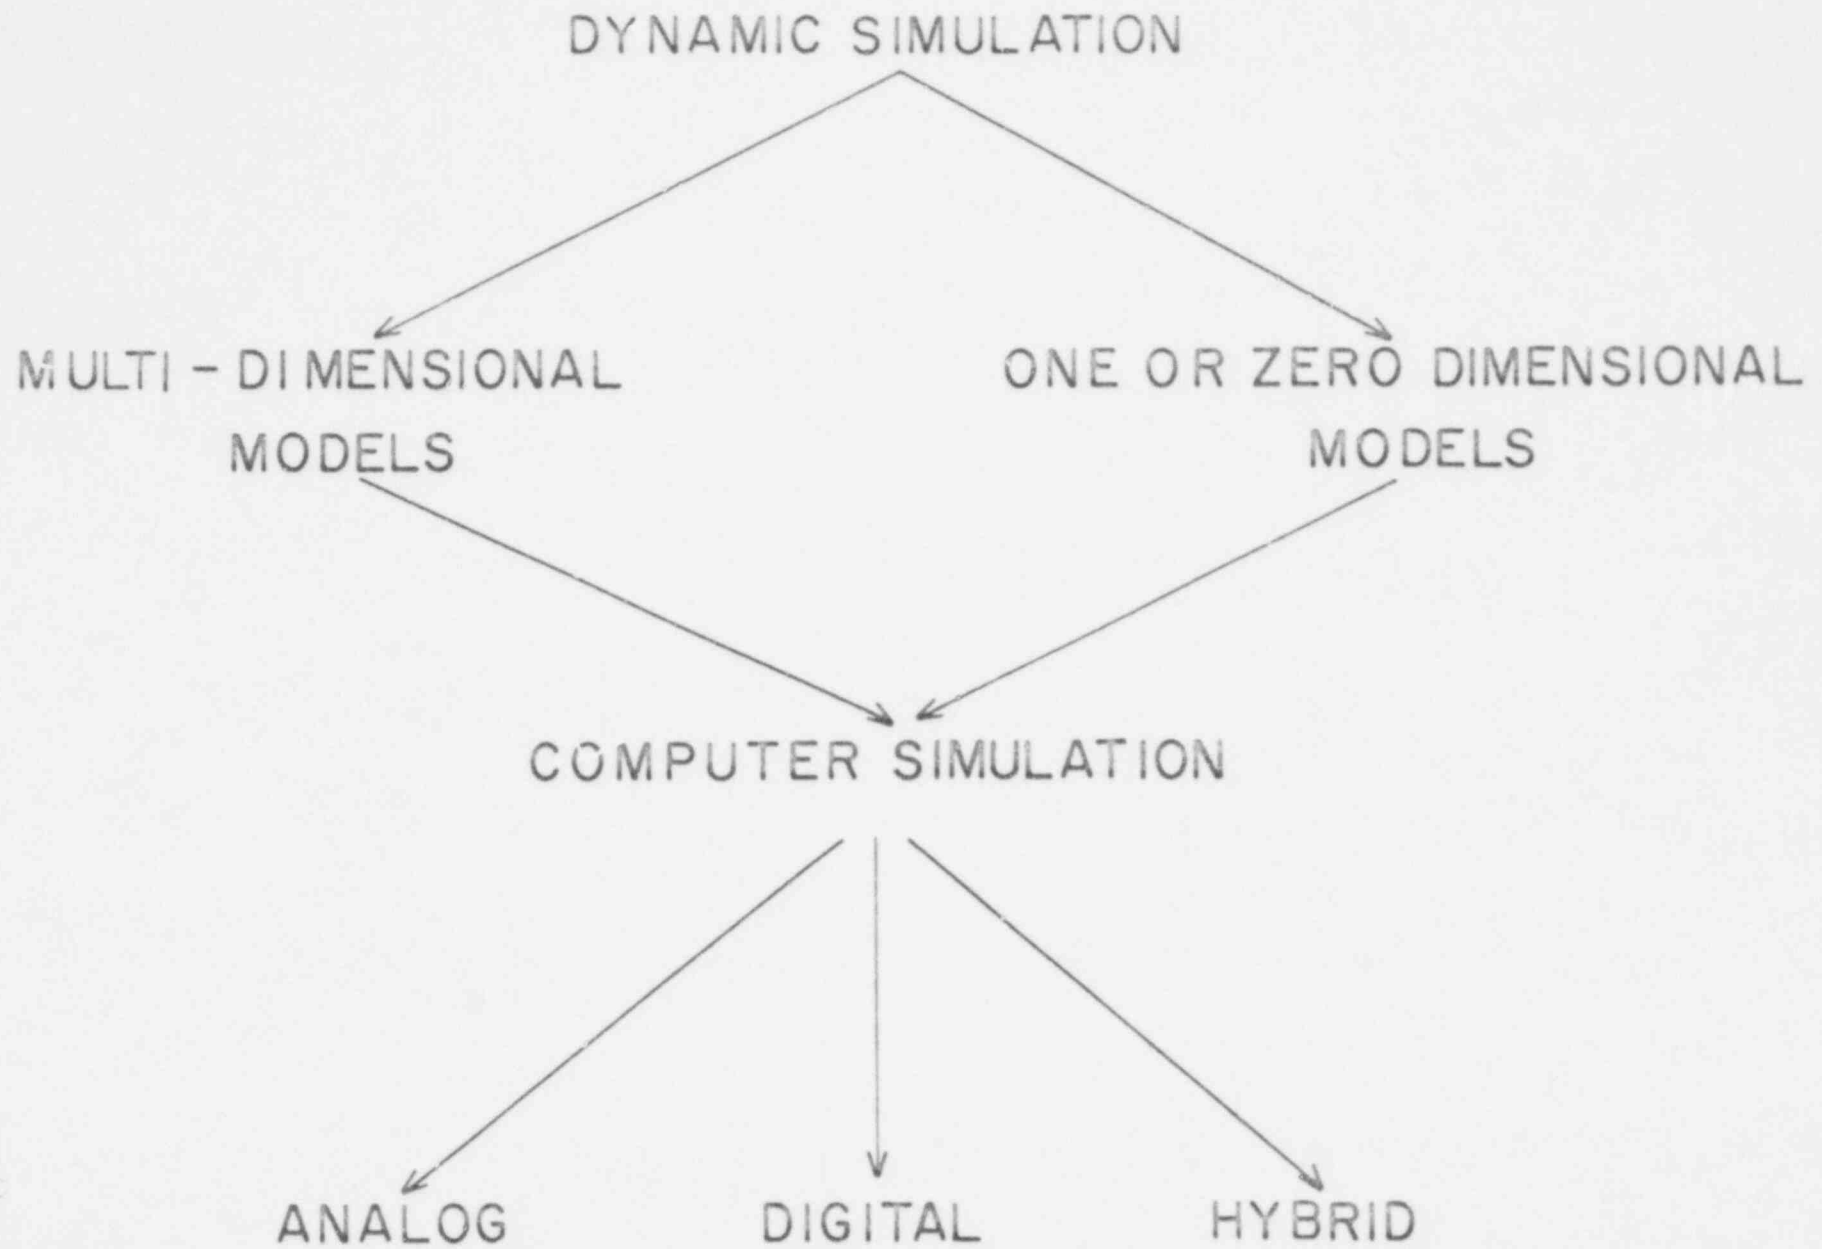 DYNAMIC SIMULATION
MULTI-DIMENSIONAL
MODELS
ONE OR ZERO DIMENSIONAL
MODELS
COMPUTER SIMULATION
ANALOG
DIGITAL
HYBRID